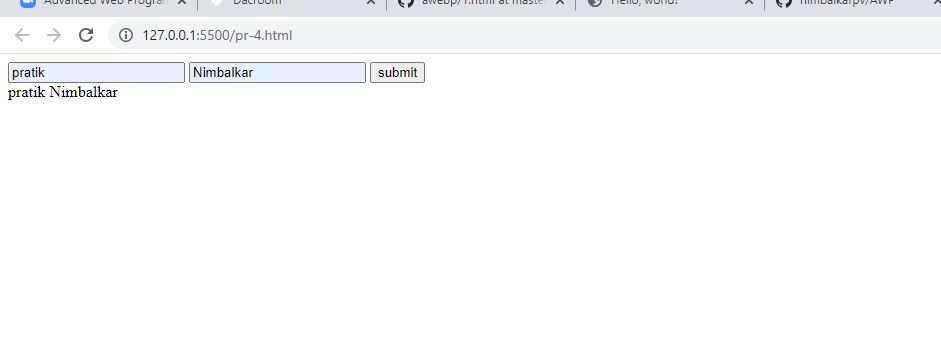 Advanced Web Program
Dacroom
awebp/1.html at master
Hello, world!
nimbalkarpv/AWP
127.0.0.1:5500/pr-4.html
pratik Nimbalkar submit
pratik Nimbalkar